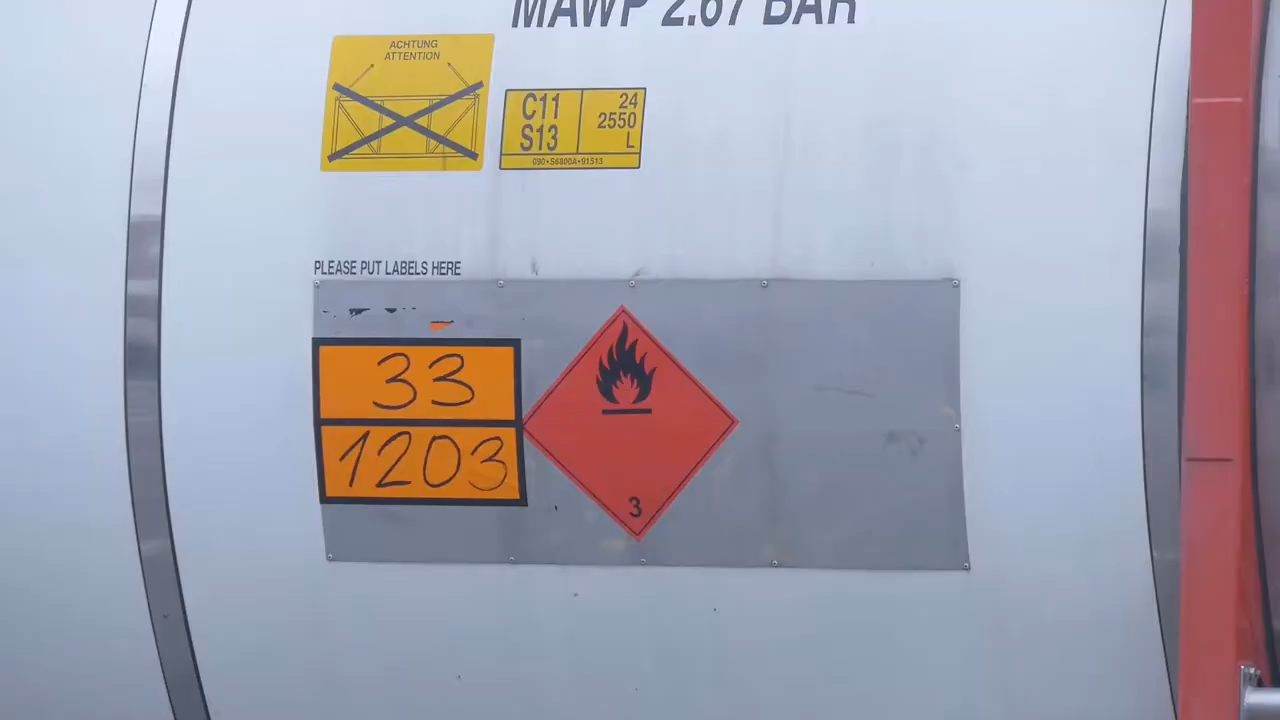 MAWP 2.67 BAR
ACHTUNG
ATTENTION
C11
S13
24
2550
L
090•S6800A•91513
PLEASE PUT LABELS HERE
33
1203
3